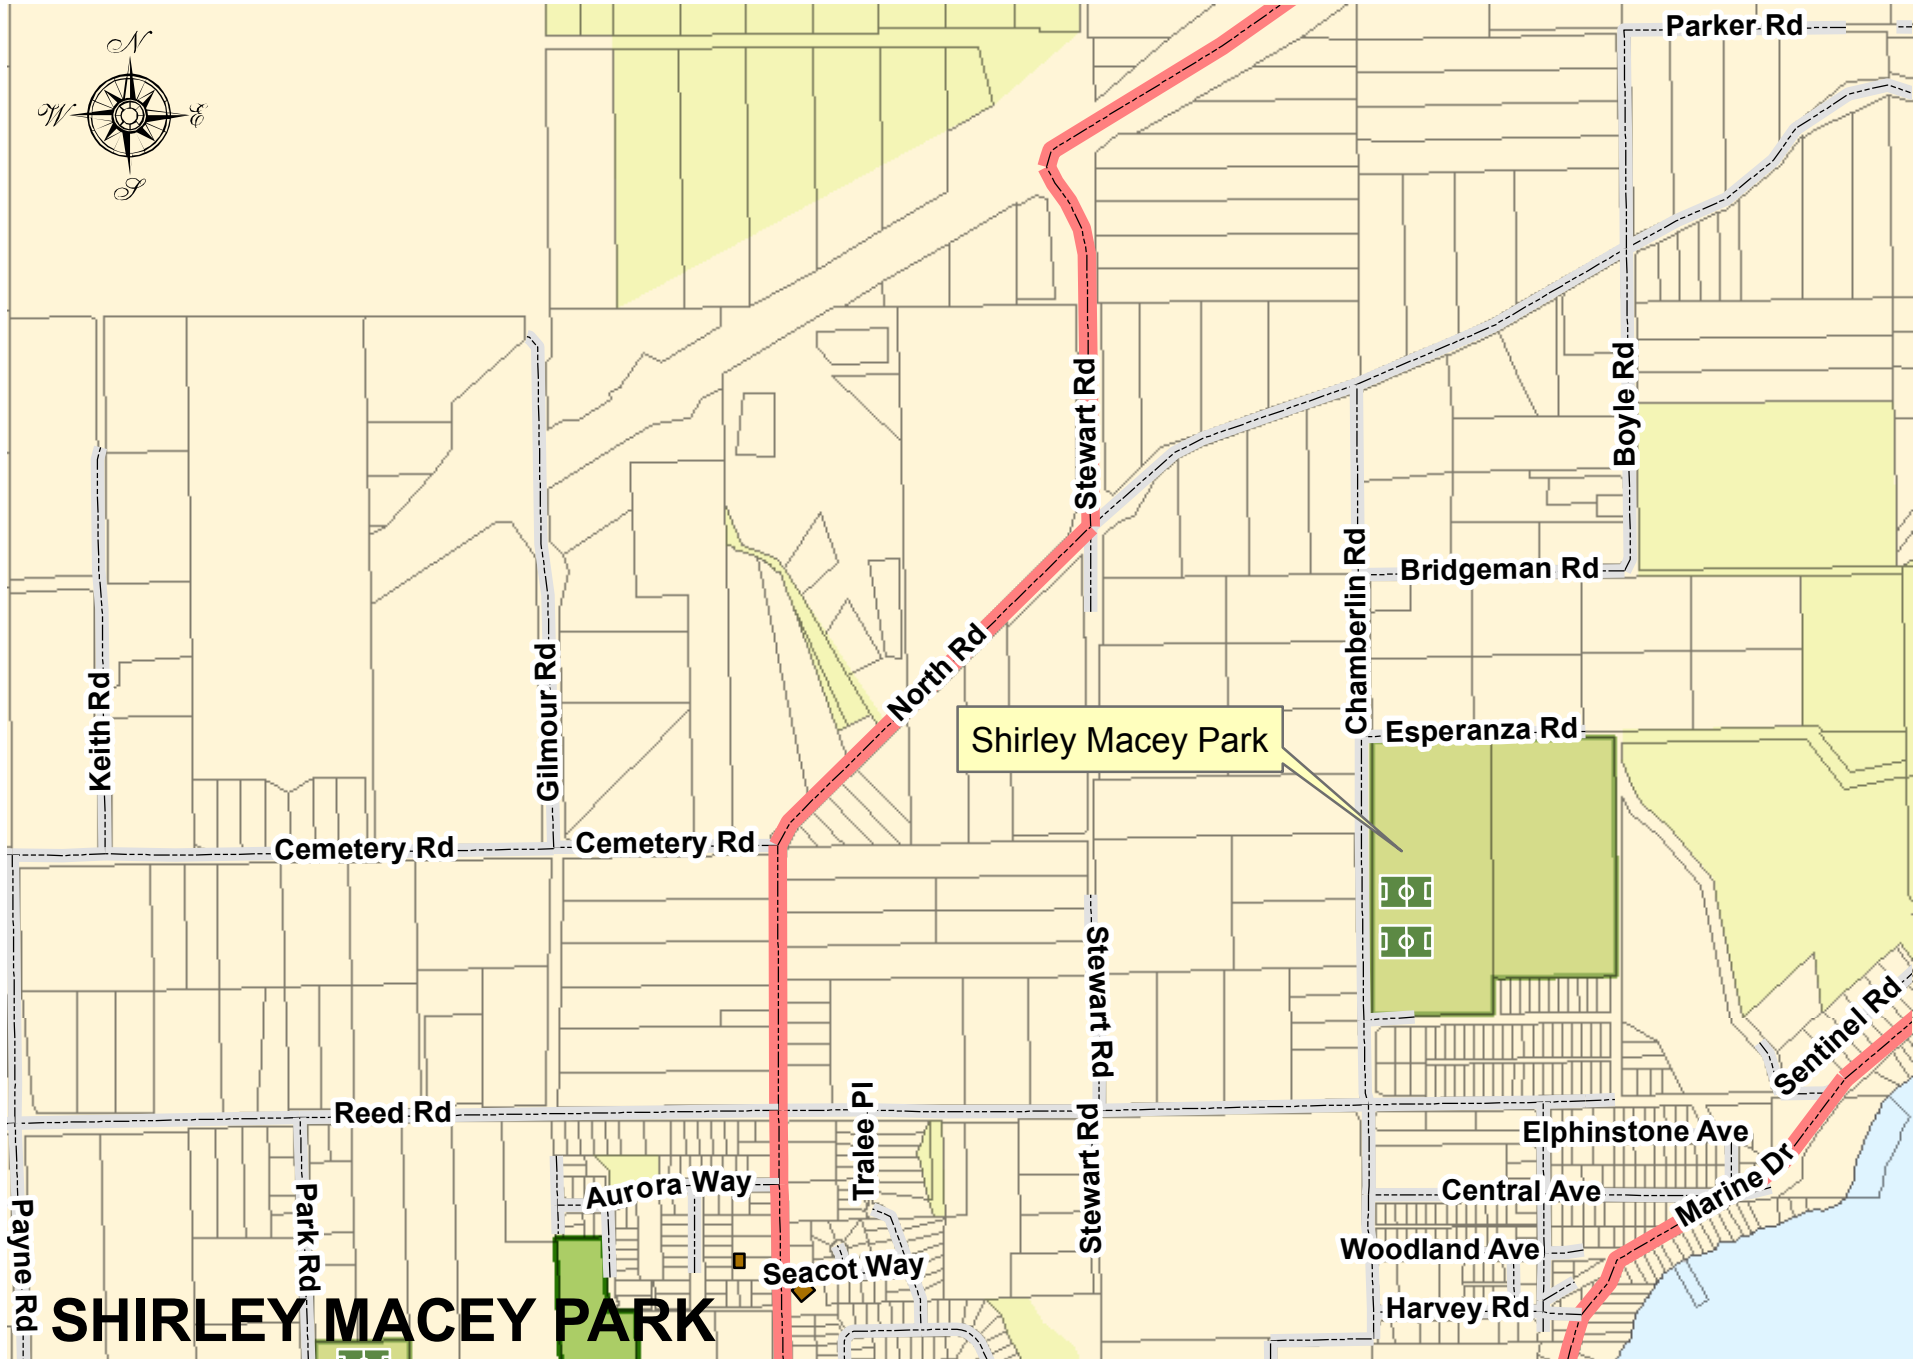 Parker Rd
N
W
E
S
Stewart Rd
Boyle Rd
Bridgeman Rd
Chamberlin Rd
North Rd
Keith Rd
Gilmour Rd
Shirley Macey Park
Esperanza Rd
Cemetery Rd
Cemetery Rd
Stewart Rd
Sentinel Rd
Reed Rd
Tralee Pl
Stewart Rd
Elphinstone Ave
Aurora Way
Central Ave
Marine Dr
Payne Rd
Park Rd
Seacot Way
Woodland Ave
Harvey Rd
SHIRLEY MACEY PARK